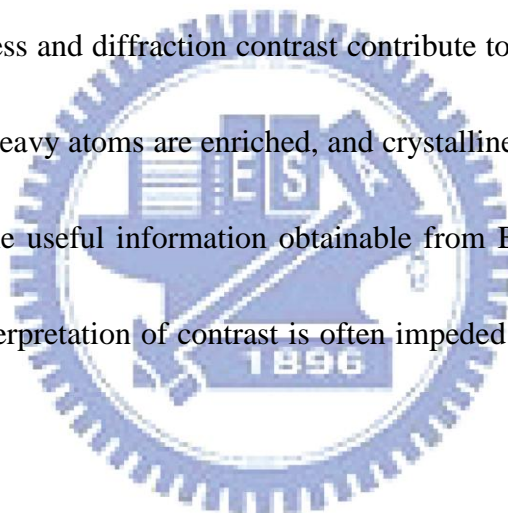 ess and diffraction contrast contribute to
eavy atoms are enriched, and crystalline
E S A
e useful information obtainable from
erpretation of contrast is often impeded
1896